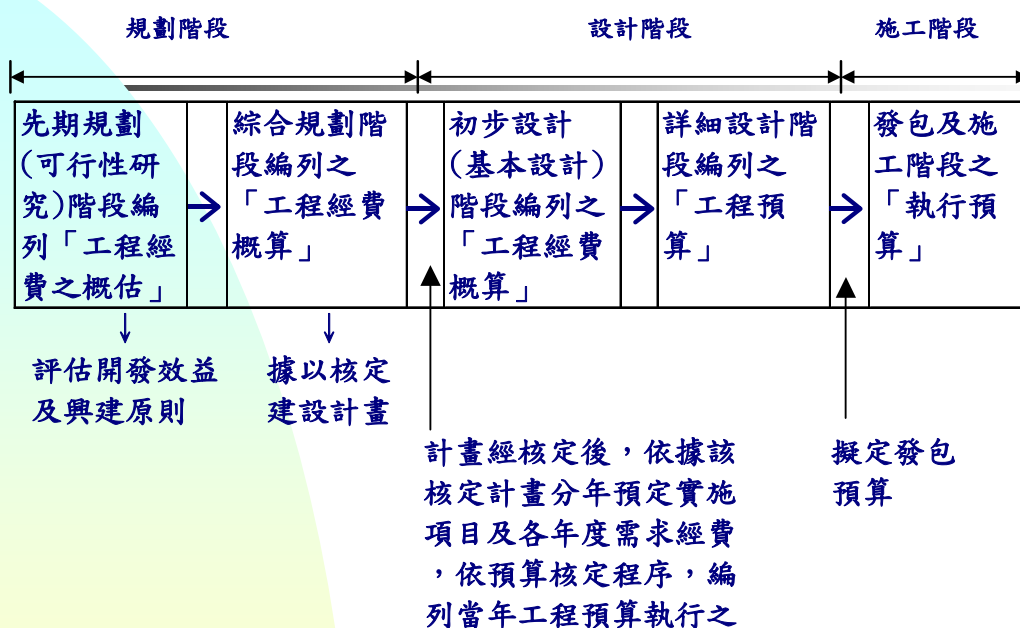 規劃階段
設計階段
施工階段
先期規劃
(可行性研
究)階段編
列「工程經
費之概估」
綜合規劃階
段編列之
「工程經費
概算」
初步設計
(基本設計)
階段編列之
「工程經費
概算」
詳細設計階
段編列之
「工程預
算」
發包及施
工階段之
「執行預
算」
評估開發效益
及興建原則
據以核定
建設計畫
計畫經核定後，依據該
核定計畫分年預定實施
項目及各年度需求經費
，依預算核定程序，編
列當年工程預算執行之
擬定發包
預算